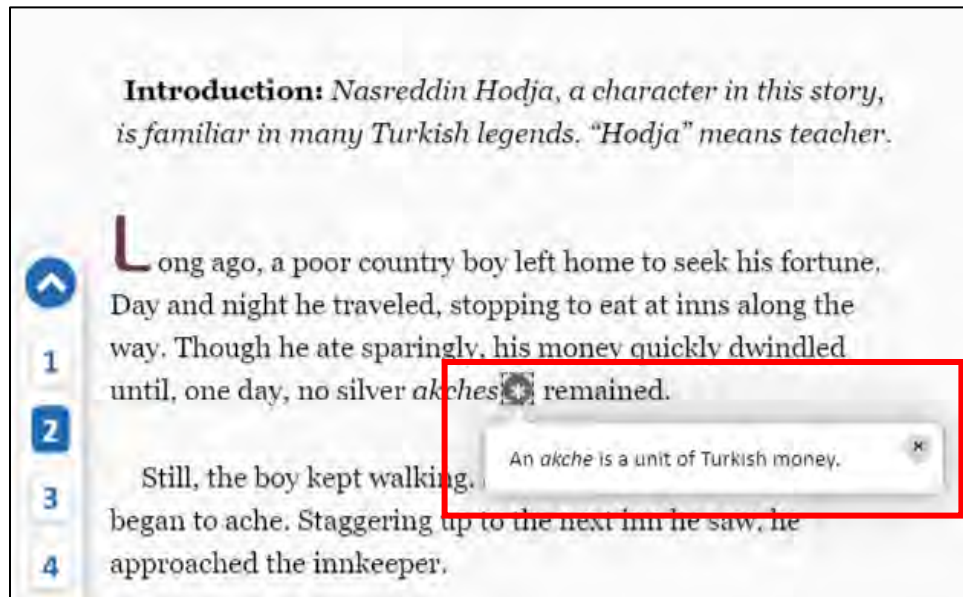 Introduction: Nasreddin Hodja, a character in this story,
is familiar in many Turkish legends. “Hodja” means teacher.
Long ago, a poor country boy left home to seek his fortune.
Day and night he traveled, stopping to eat at inns along the
way. Though he ate sparingly, his money quickly dwindled
until, one day, no silver akches remained.
An akche is a unit of Turkish money.
Still, the boy kept walking.
began to ache. Staggering up to the next inn he saw, he
approached the innkeeper.
1
2
3
4